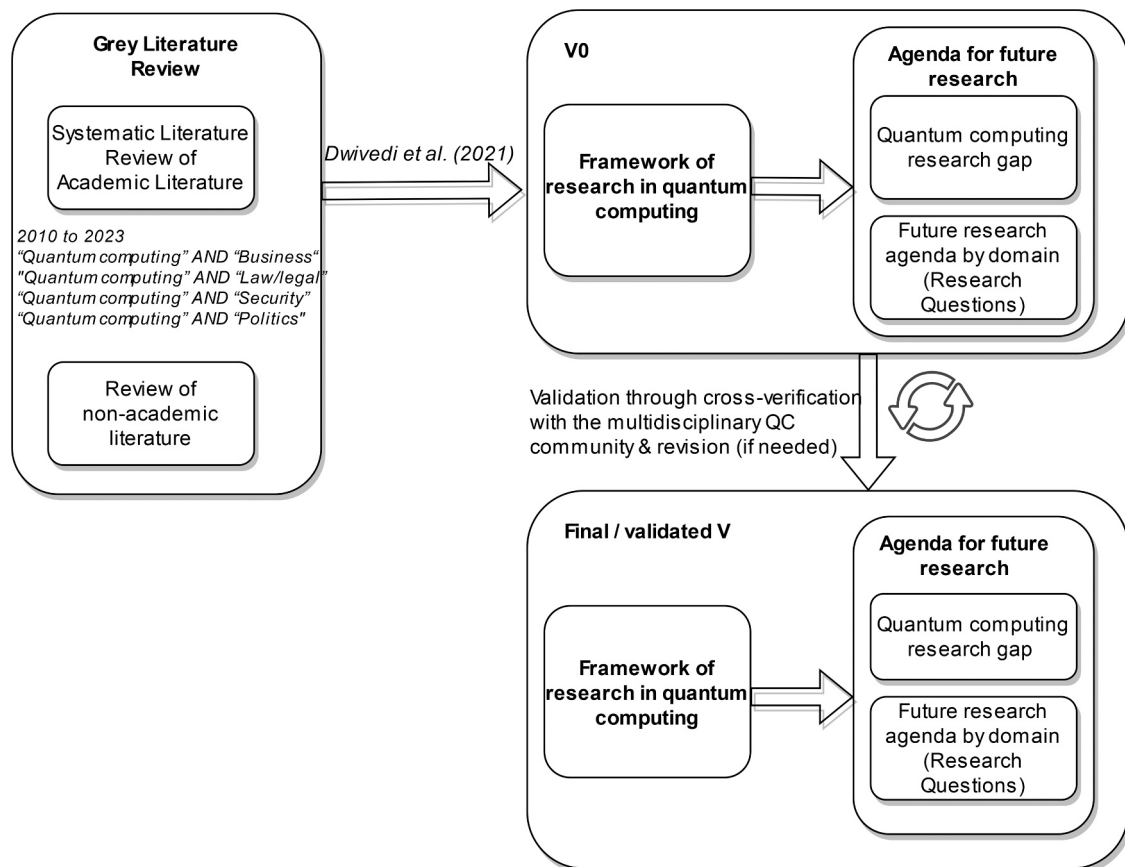 Grey Literature
Review
Systematic Literature
Review of
Academic Literature
2010 to 2023
“Quantum computing” AND “Business“
"Quantum computing” AND “Law/legal”
“Quantum computing” AND “Security”
“Quantum computing” AND “Politics"
Review of
non-academic
literature
Dwivedi et al. (2021)
V0
Framework of
research in quantum
computing
Agenda for future
research
Quantum computing
research gap
Future research
agenda by domain
(Research
Questions)
Validation through cross-verification
with the multidisciplinary QC
community & revision (if needed)
Final / validated V
Framework of
research in quantum
computing
Agenda for future
research
Quantum computing
research gap
Future research
agenda by domain
(Research
Questions)